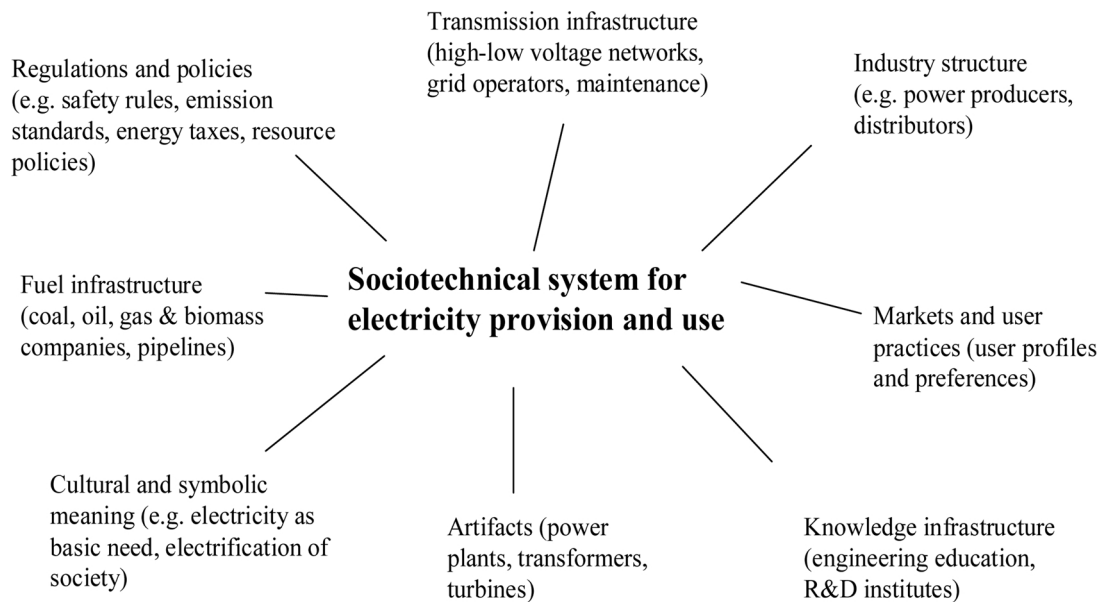 Transmission infrastructure
(high-low voltage networks,
grid operators, maintenance)
Regulations and policies
(e.g. safety rules, emission
standards, energy taxes, resource
policies)
Industry structure
(e.g. power producers,
distributors)
Sociotechnical system for
electricity provision and use
Fuel infrastructure
(coal, oil, gas & biomass
companies, pipelines)
Markets and user
practices (user profiles
and preferences)
Cultural and symbolic
meaning (e.g. electricity as
basic need, electrification of
society)
Artifacts (power
plants, transformers,
turbines)
Knowledge infrastructure
(engineering education,
R&D institutes)